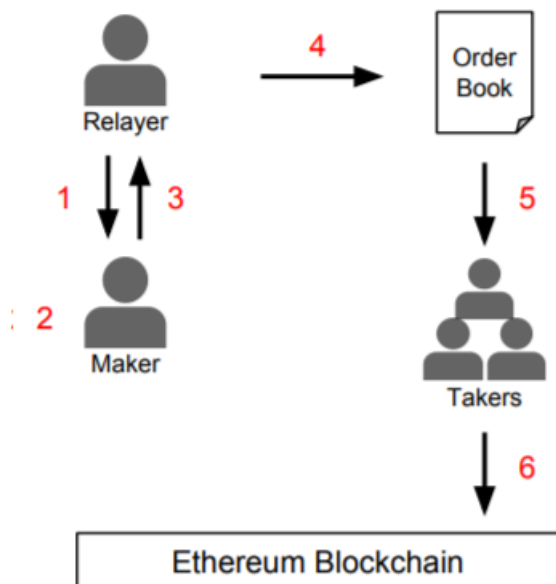 4
Order
Book
Relayer
1
3
5
: 2
Maker
Takers
6
Ethereum Blockchain